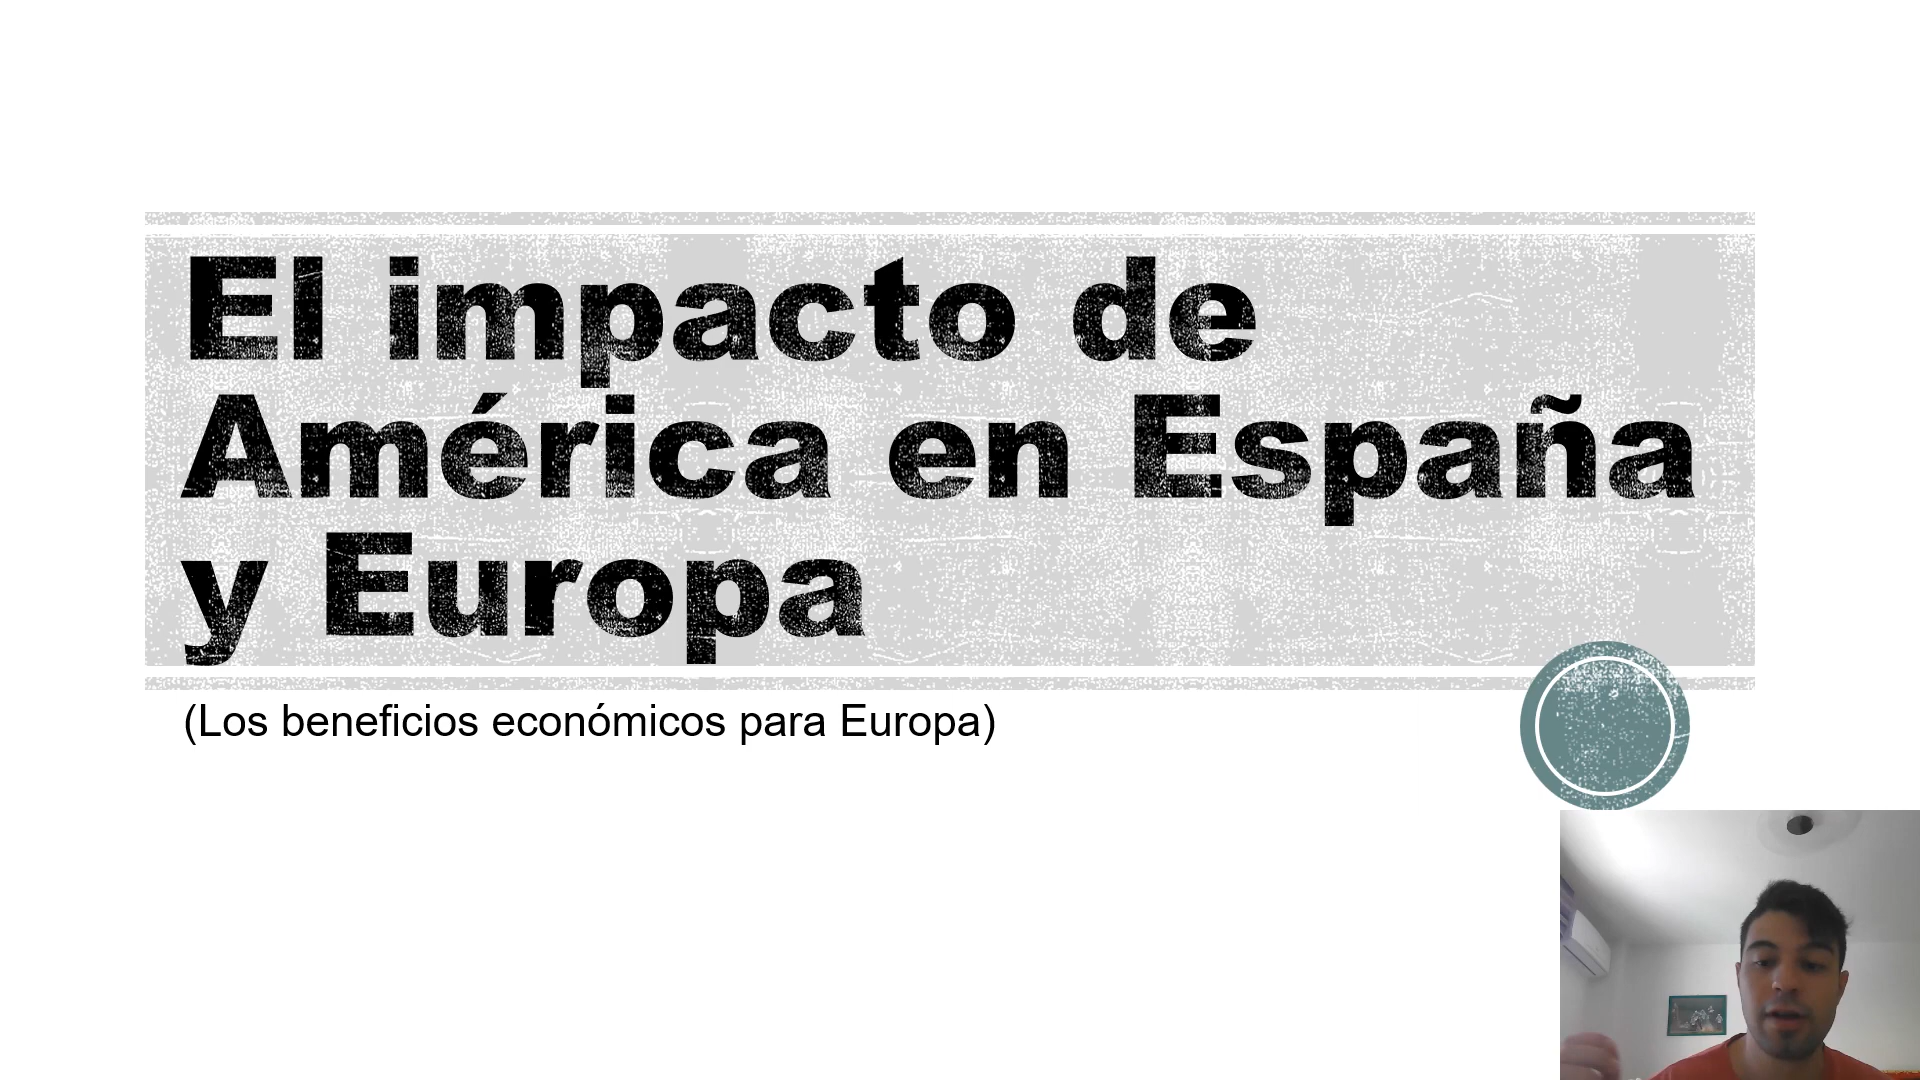 El impacto de
América en España
y Europa
(Los beneficios económicos para Europa)